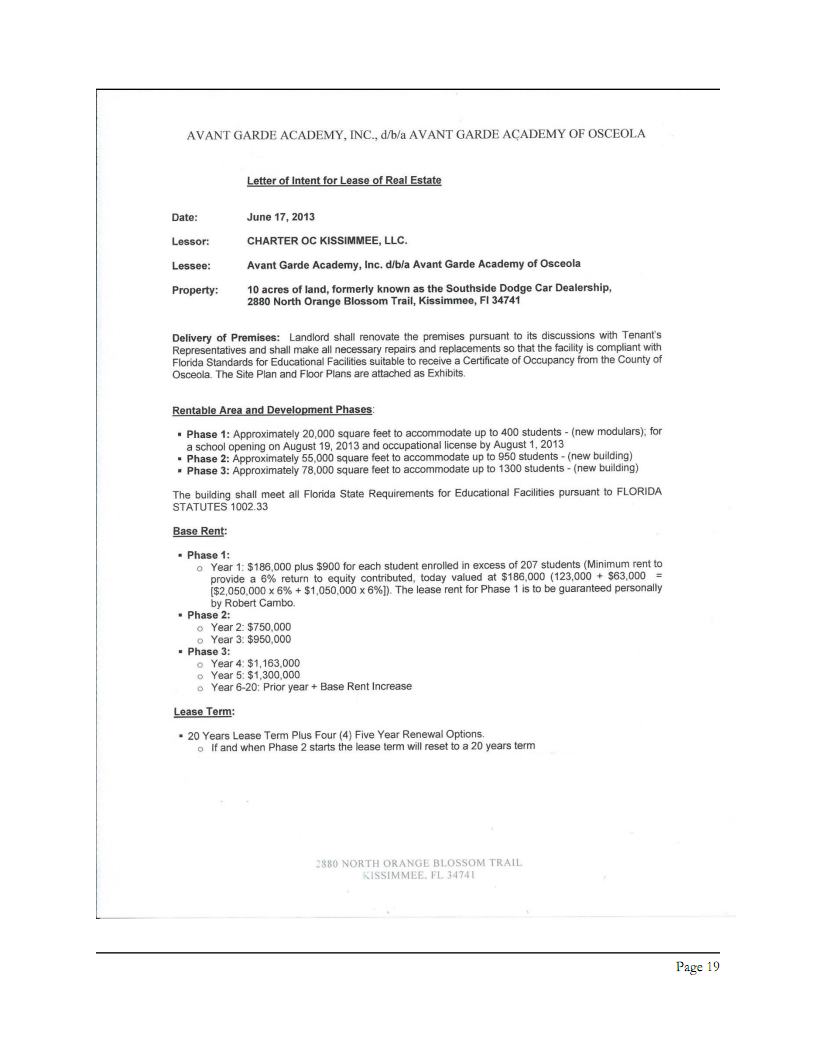 AVANT GARDE ACADEMY, INC., d/b/a AVANT GARDE ACADEMY OF OSCEOLA
Letter of Intent for Lease of Real Estate
Date: June 17, 2013
Lessor: CHARTER OC KISSIMMEE, LLC.
Lessee: Avant Garde Academy, Inc. d/b/a Avant Garde Academy of Osceola
Property: 10 acres of land, formerly known as the Southside Dodge Car Dealership,
2880 North Orange Blossom Trail, Kissimmee, Fl 34741
Delivery of Premises: Landlord shall renovate the premises pursuant to its discussions with Tenant's
Representatives and shall make all necessary repairs and replacements so that the facility is compliant with
Florida Standards for Educational Facilities suitable to receive a Certificate of Occupancy from the County of
Osceola. The Site Plan and Floor Plans are attached as Exhibits.
Rentable Area and Development Phases:
▪ Phase 1: Approximately 20,000 square feet to accommodate up to 400 students - (new modulars); for
a school opening on August 19, 2013 and occupational license by August 1, 2013
▪ Phase 2: Approximately 55,000 square feet to accommodate up to 950 students - (new building)
▪ Phase 3: Approximately 78,000 square feet to accommodate up to 1300 students - (new building)
The building shall meet all Florida State Requirements for Educational Facilities pursuant to FLORIDA
STATUTES 1002.33
Base Rent:
▪ Phase 1:
o Year 1: $186,000 plus $900 for each student enrolled in excess of 207 students (Minimum rent to
provide a 6% return to equity contributed, today valued at $186,000 (123,000 + $63,000 =
[$2,050,000 x 6% + $1,050,000 x 6%]). The lease rent for Phase 1 is to be guaranteed personally
by Robert Cambo.
▪ Phase 2:
o Year 2: $750,000
o Year 3: $950,000
▪ Phase 3:
o Year 4: $1,163,000
o Year 5: $1,300,000
o Year 6-20: Prior year + Base Rent Increase
Lease Term:
▪ 20 Years Lease Term Plus Four (4) Five Year Renewal Options.
o If and when Phase 2 starts the lease term will reset to a 20 years term
2880 NORTH ORANGE BLOSSOM TRAIL
KISSIMMEE, FL 34741
Page 19